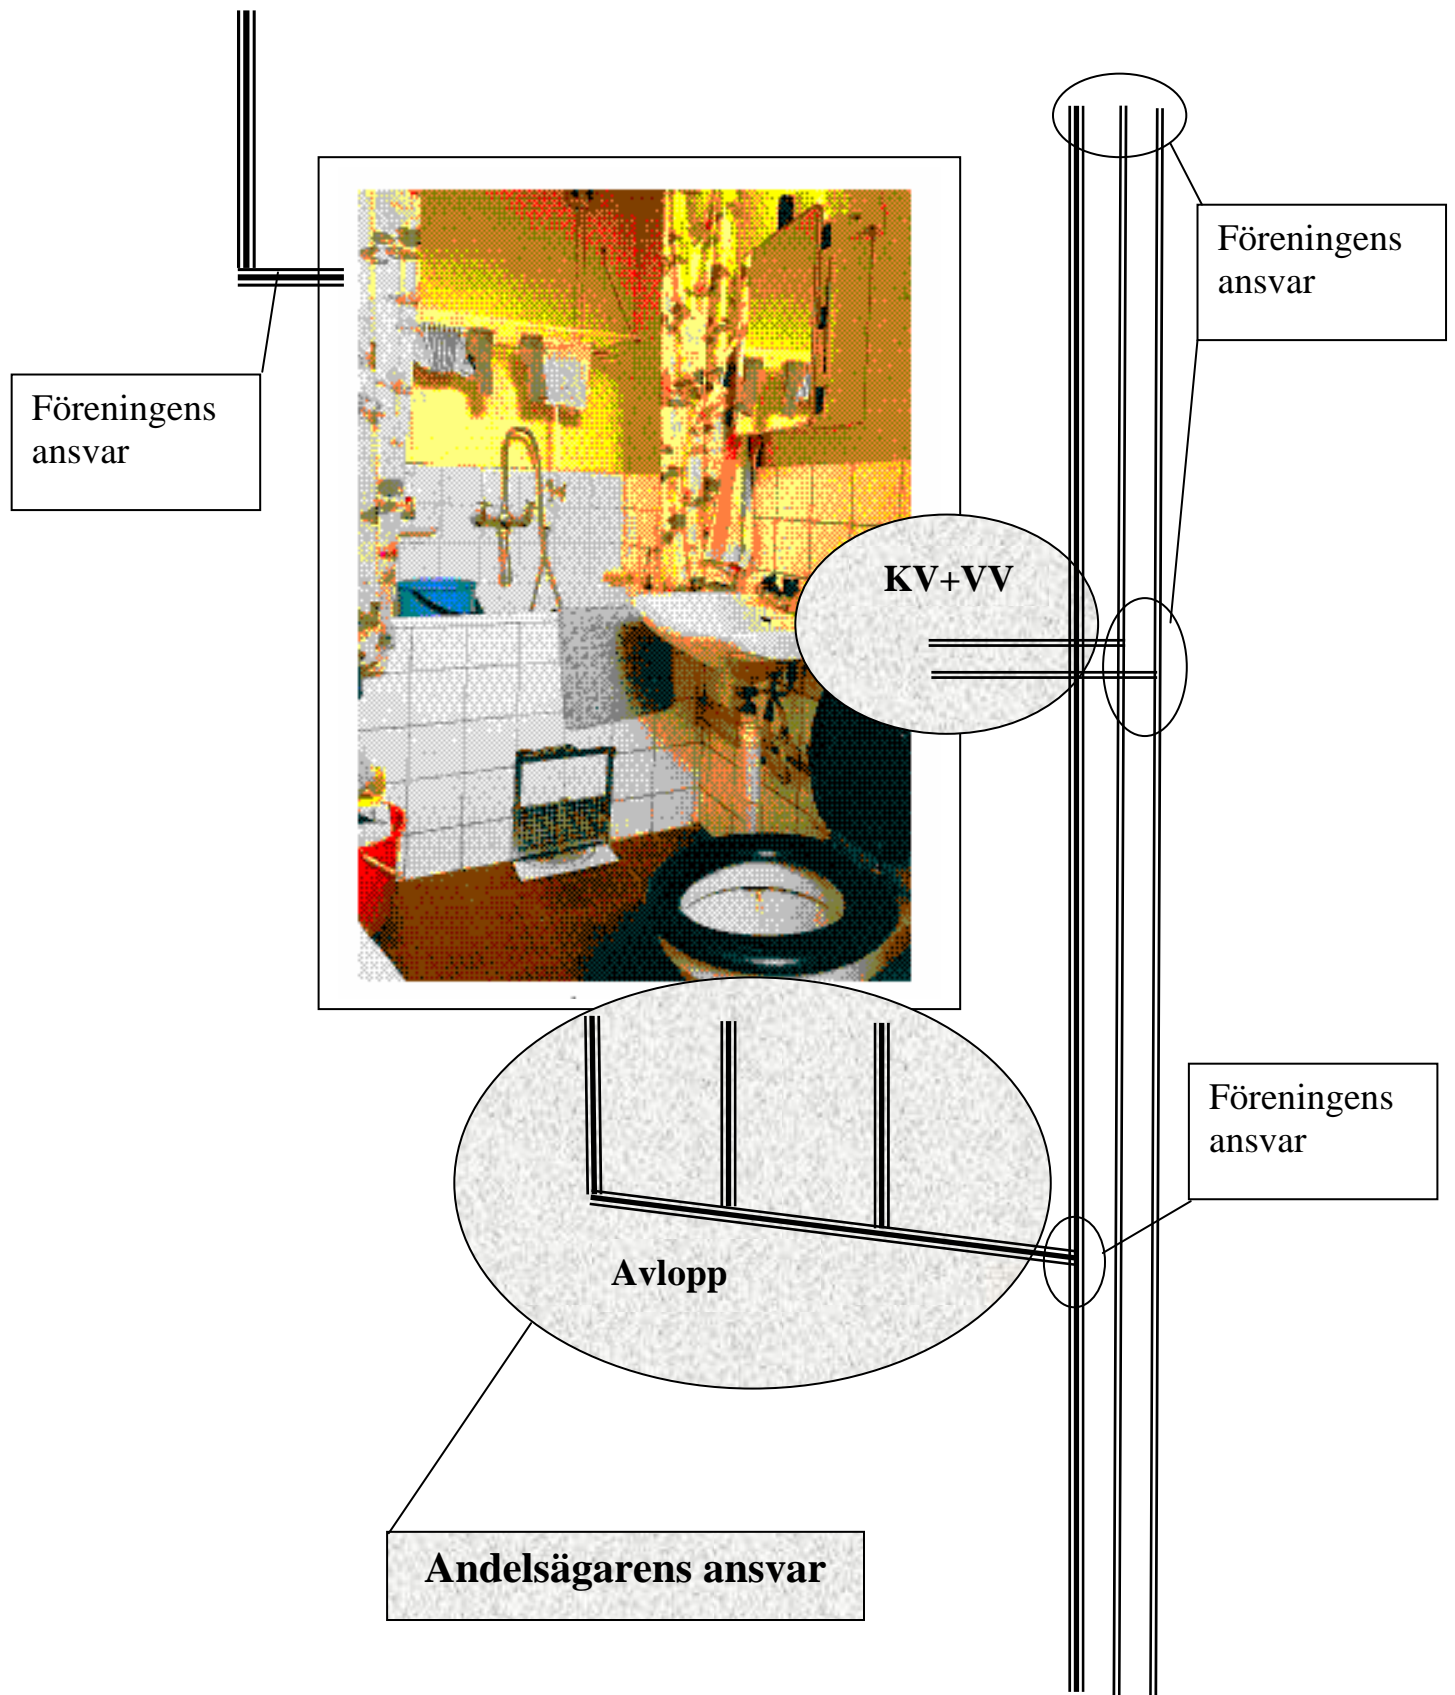 Föreningens
ansvar
Föreningens
ansvar
KV+VV
Föreningens
ansvar
Avlopp
Andelsägarens ansvar